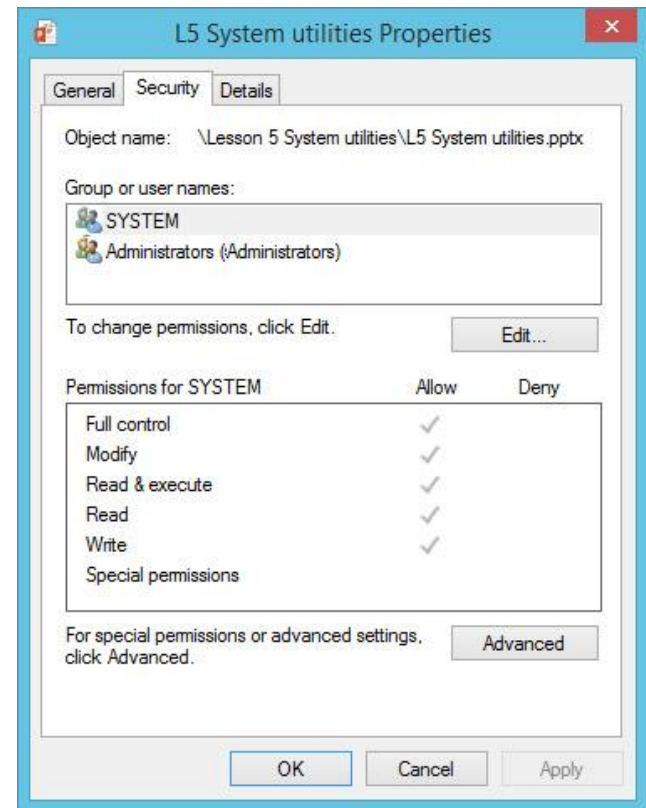 L5 System utilities Properties
General Security Details
Object name: \Lesson 5 System utilities\L5 System utilities.pptx
Group or user names:
SYSTEM
Administrators (\Administrators)
To change permissions, click Edit.
Edit...
Permissions for SYSTEM Allow Deny
Full control
Modify
Read & execute
Read
Write
Special permissions
For special permissions or advanced settings,
click Advanced.
Advanced
OK Cancel Apply